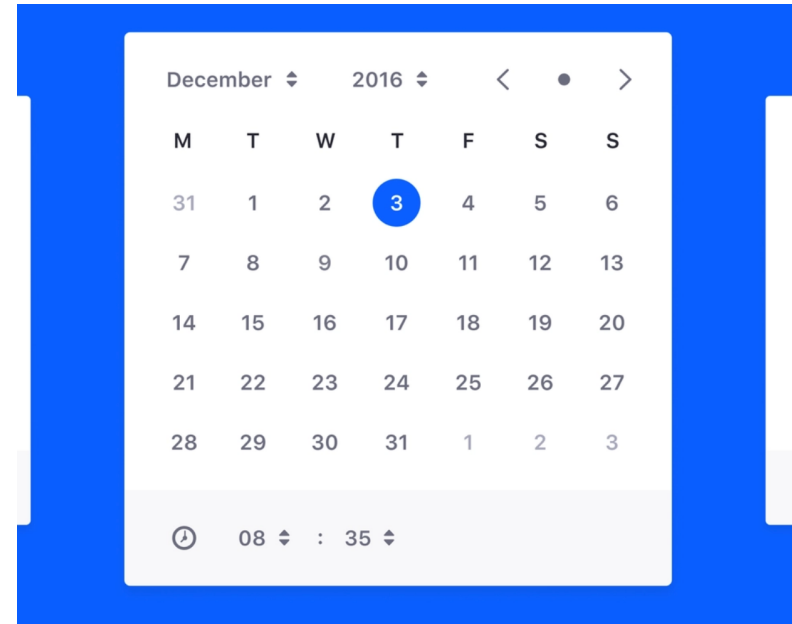 December 2016
M T W T F S S
31 1 2 3 4 5 6
7 8 9 10 11 12 13
14 15 16 17 18 19 20
21 22 23 24 25 26 27
28 29 30 31 1 2 3
08 : 35